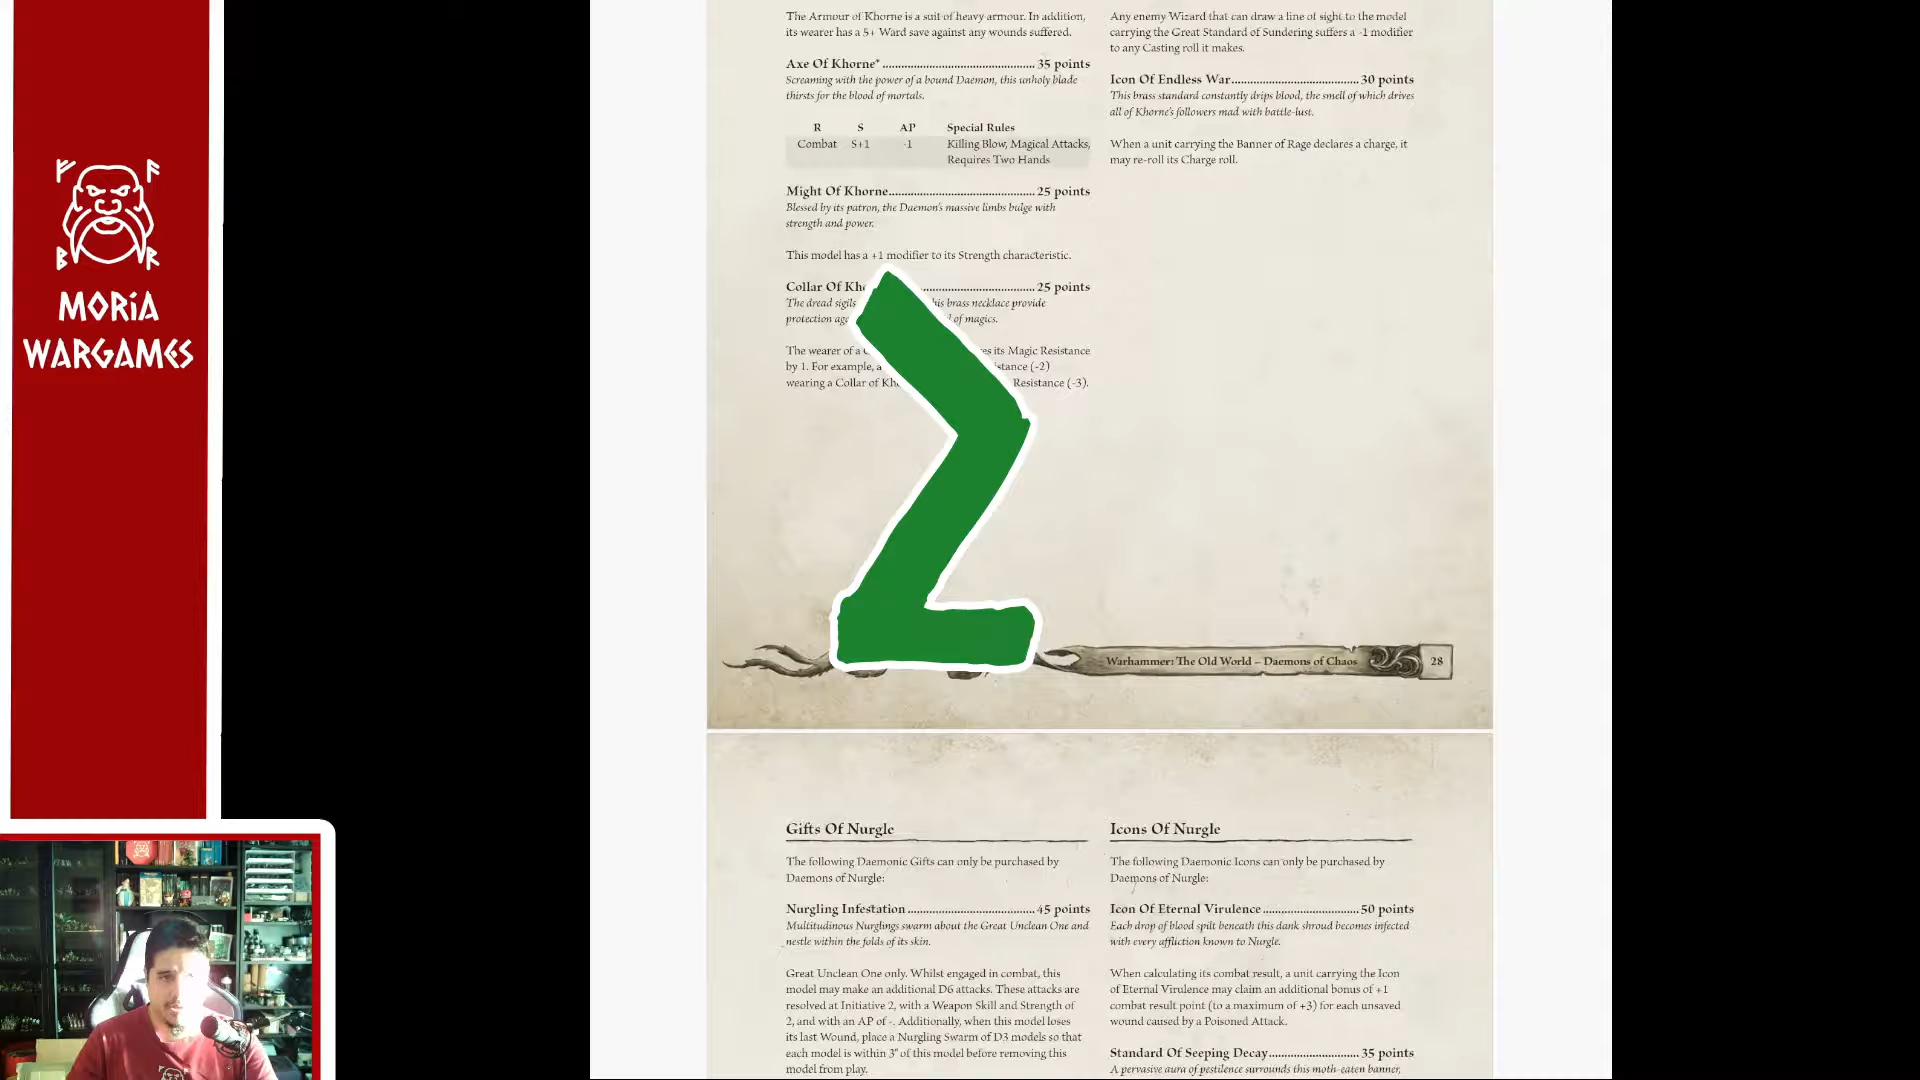 ᚠ ᚨ
ᛒ ᚱ
MORiA
WARGAMES
The Armour of Khorne is a suit of heavy armour. In addition,
its wearer has a 5+ Ward save against any wounds suffered.
Axe Of Khorne* ................................................ 35 points
Screaming with the power of a bound Daemon, this unholy blade
thirsts for the blood of mortals.
R S AP Special Rules
Combat S+1 -1 Killing Blow, Magical Attacks,
Requires Two Hands
Might Of Khorne.............................................. 25 points
Blessed by its patron, the Daemon's massive limbs bulge with
strength and power.
This model has a +1 modifier to its Strength characteristic.
Collar Of ................................... 25 points
The dread sigils his brass necklace provide
protection of magics.
The wearer of a its Magic Resistance
by 1. For example, (-2)
wearing a Collar of Resistance (-3).
Any enemy Wizard that can draw a line of sight to the model
carrying the Great Standard of Sundering suffers a -1 modifier
to any Casting roll it makes.
Icon Of Endless War......................................... 30 points
This brass standard constantly drips blood, the smell of which drives
all of Khorne's followers mad with battle-lust.
When a unit carrying the Banner of Rage declares a charge, it
may re-roll its Charge roll.
Warhammer: The Old World – Daemons of Chaos 28
Gifts Of Nurgle
The following Daemonic Gifts can only be purchased by
Daemons of Nurgle:
Nurgling Infestation ........................................ 45 points
Multitudinous Nurglings swarm about the Great Unclean One and
nestle within the folds of its skin.
Great Unclean One only. Whilst engaged in combat, this
model may make an additional D6 attacks. These attacks are
resolved at Initiative 2, with a Weapon Skill and Strength of
2, and with an AP of -. Additionally, when this model loses
its last Wound, place a Nurgling Swarm of D3 models so that
each model is within 3" of this model before removing this
model from play.
Icons Of Nurgle
The following Daemonic Icons can only be purchased by
Daemons of Nurgle:
Icon Of Eternal Virulence ............................... 50 points
Each drop of blood spilt beneath this dank shroud becomes infected
with every affliction known to Nurgle.
When calculating its combat result, a unit carrying the Icon
of Eternal Virulence may claim an additional bonus of +1
combat result point (to a maximum of +3) for each unsaved
wound caused by a Poisoned Attack.
Standard Of Seeping Decay............................. 35 points
A pervasive aura of pestilence surrounds this moth-eaten banner,